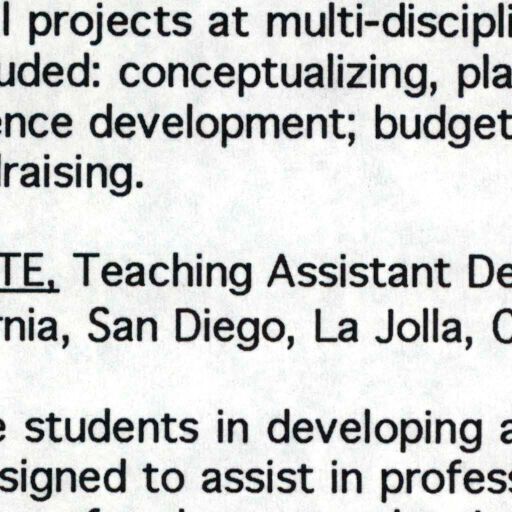 l projects at multi-discipli
uded: conceptualizing, pla
ence development; budget
raising.
TE, Teaching Assistant De
rnia, San Diego, La Jolla, C
e students in developing a
signed to assist in profess